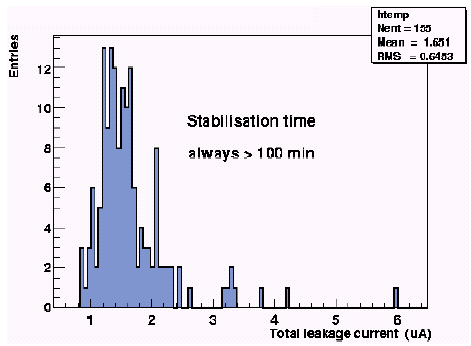 htemp
Nent = 155
Mean = 1.651
RMS = 0.6453
Entries
12
10
8
6
4
2
0
Stabilisation time
always > 100 min
1 2 3 4 5 6
Total leakage current (uA)